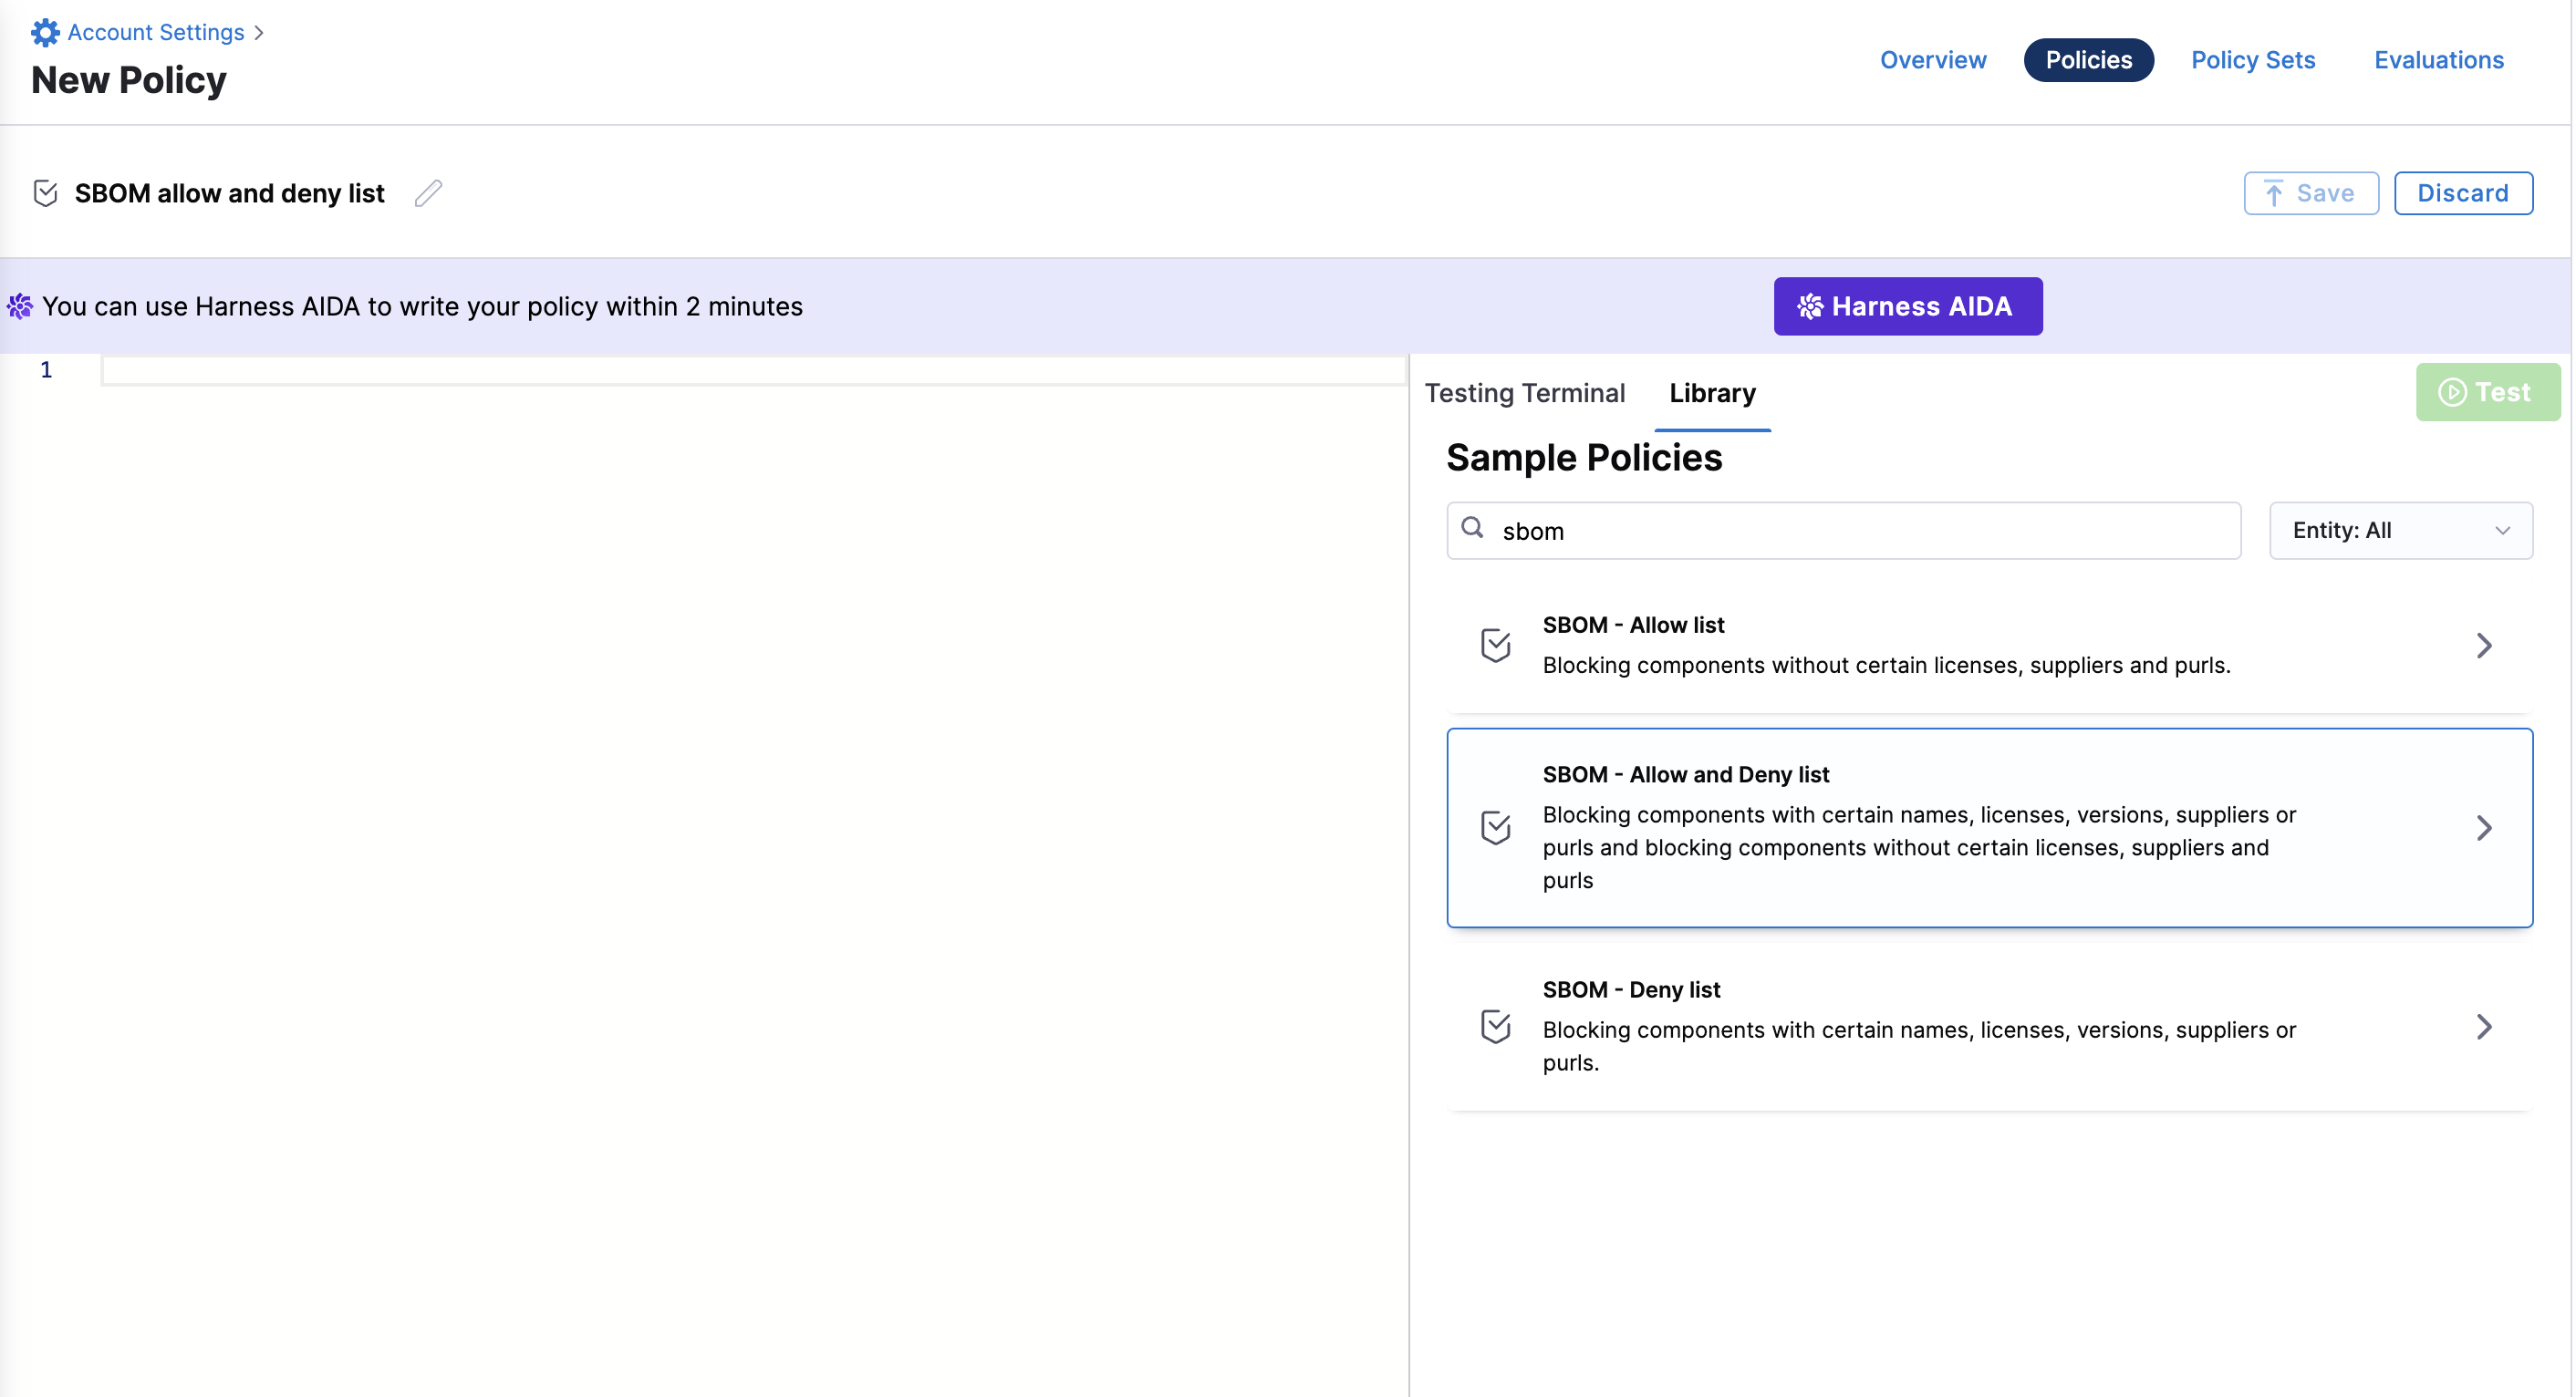 Account Settings
New Policy
Overview
Policies
Policy Sets
Evaluations
SBOM allow and deny list
Save
Discard
You can use Harness AIDA to write your policy within 2 minutes
Harness AIDA
1
Testing Terminal
Library
Test
Sample Policies
sbom
Entity: All
SBOM - Allow list
Blocking components without certain licenses, suppliers and purls.
SBOM - Allow and Deny list
Blocking components with certain names, licenses, versions, suppliers or
purls and blocking components without certain licenses, suppliers and
purls
SBOM - Deny list
Blocking components with certain names, licenses, versions, suppliers or
purls.